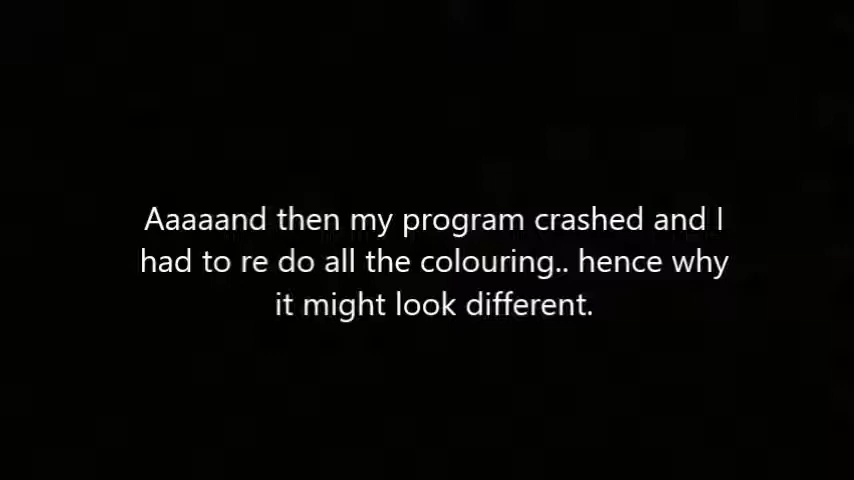 Aaaaand then my program crashed and I
had to re do all the colouring.. hence why
it might look different.